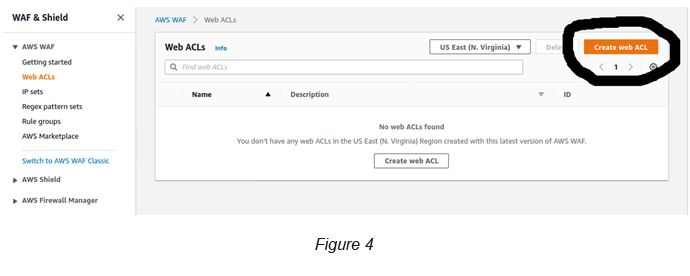 WAF & Shield
AWS WAF
Getting started
Web ACLs
IP sets
Regex pattern sets
Rule groups
AWS Marketplace
Switch to AWS WAF Classic
AWS Shield
AWS Firewall Manager
AWS WAF > Web ACLs
Web ACLs Info US East (N. Virginia) Create web ACL
Find web ACLs
1
Name Description ID
No web ACLs found
You don't have any web ACLs in the US East (N. Virginia) Region created with this latest version of AWS WAF.
Create web ACL
Figure 4